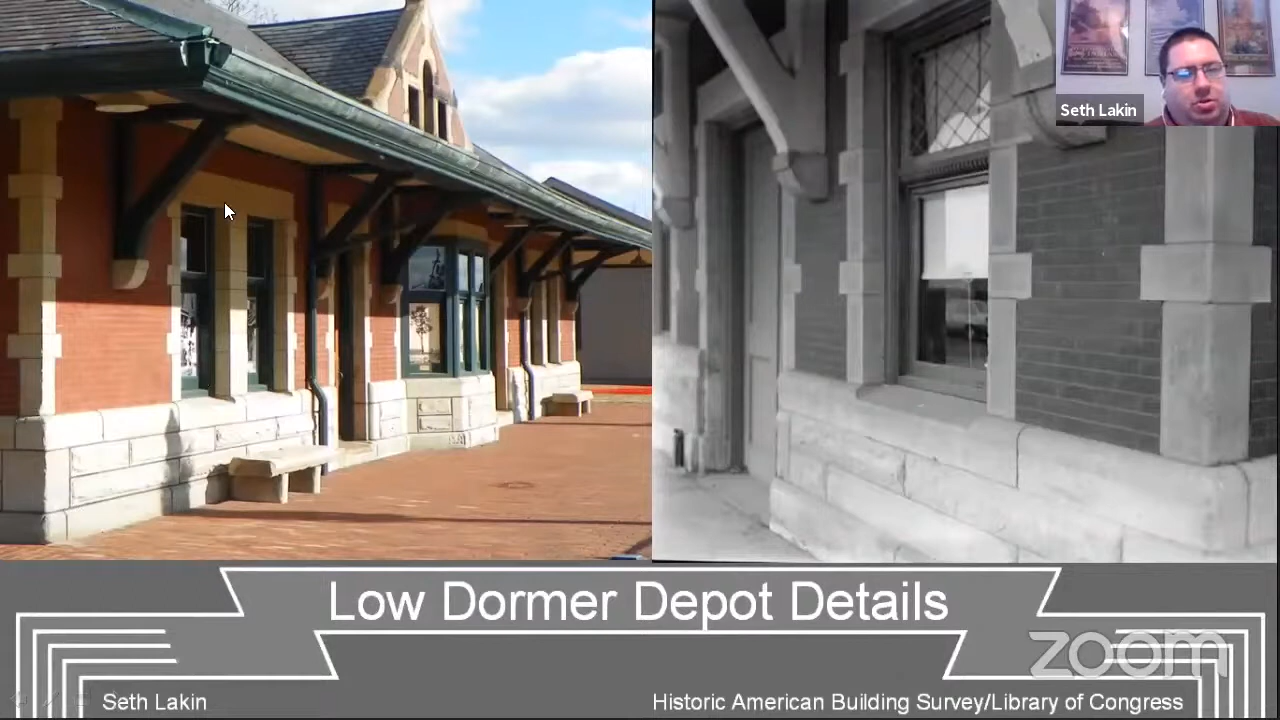 Seth Lakin
Low Dormer Depot Details
zoom
Seth Lakin
Historic American Building Survey/Library of Congress